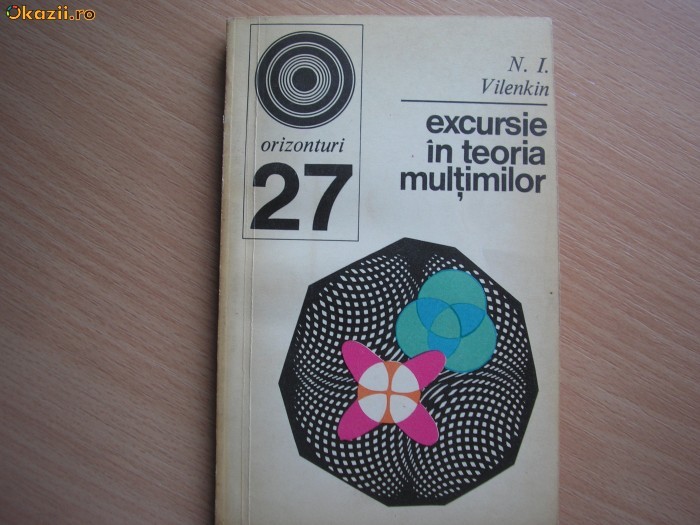 Okazii.ro
orizonturi
27
N. I.
Vilenkin
excursie
în teoria
mulțimilor